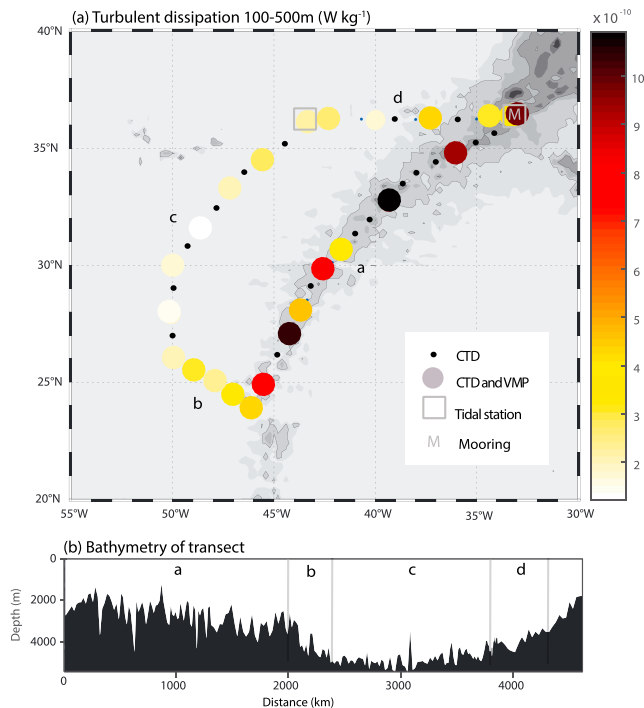 (a) Turbulent dissipation 100-500m (W kg⁻¹)
x 10⁻¹⁰
40°N
35°N
30°N
25°N
20°N
55°W 50°W 45°W 40°W 35°W 30°W
10
9
8
7
6
5
4
3
2
d
M
c
a
b
CTD
CTD and VMP
Tidal station
M Mooring
(b) Bathymetry of transect
a b c d
Depth (m)
0
2000
4000
0 1000 2000 3000 4000
Distance (km)